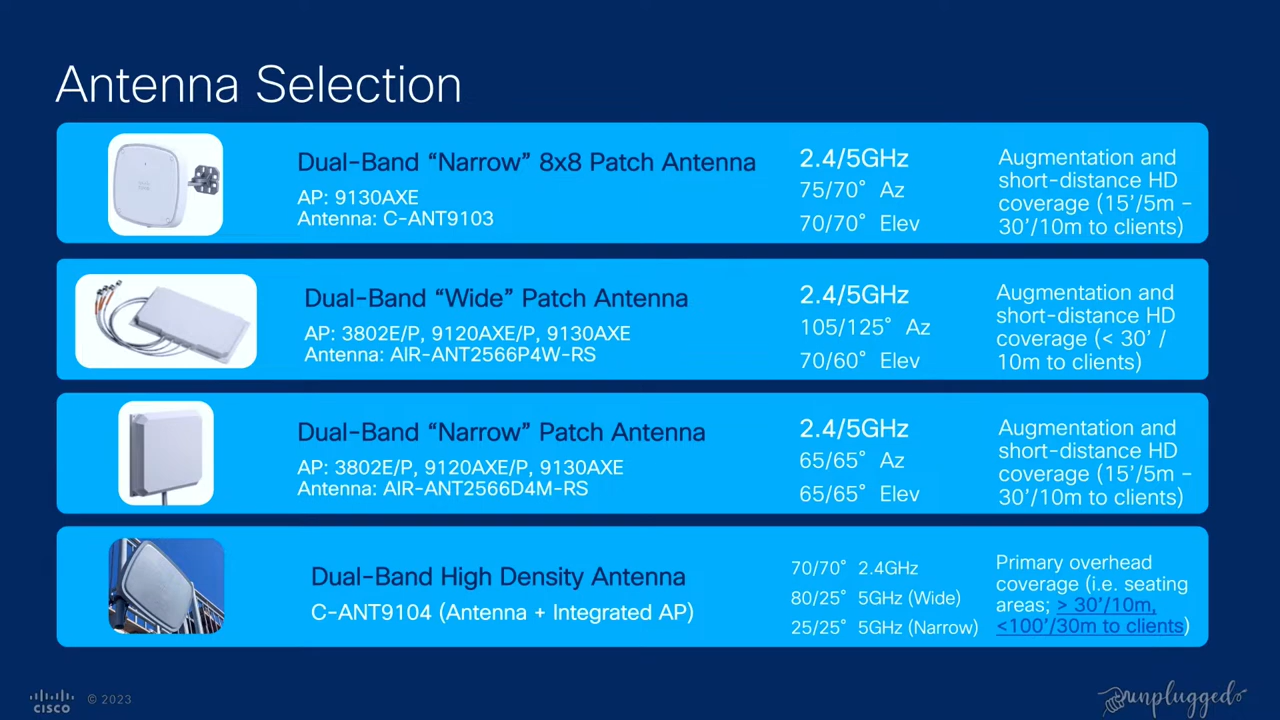 Antenna Selection
Dual-Band “Narrow” 8x8 Patch Antenna
AP: 9130AXE
Antenna: C-ANT9103
2.4/5GHz
75/70° Az
70/70° Elev
Augmentation and
short-distance HD
coverage (15’/5m –
30’/10m to clients)
Dual-Band “Wide” Patch Antenna
AP: 3802E/P, 9120AXE/P, 9130AXE
Antenna: AIR-ANT2566P4W-RS
2.4/5GHz
105/125° Az
70/60° Elev
Augmentation and
short-distance HD
coverage (< 30’ /
10m to clients)
Dual-Band “Narrow” Patch Antenna
AP: 3802E/P, 9120AXE/P, 9130AXE
Antenna: AIR-ANT2566D4M-RS
2.4/5GHz
65/65° Az
65/65° Elev
Augmentation and
short-distance HD
coverage (15’/5m –
30’/10m to clients)
Dual-Band High Density Antenna
C-ANT9104 (Antenna + Integrated AP)
70/70° 2.4GHz
80/25° 5GHz (Wide)
25/25° 5GHz (Narrow)
Primary overhead
coverage (i.e. seating
areas; > 30’/10m,
<100’/30m to clients)
CISCO
© 2023
unplugged